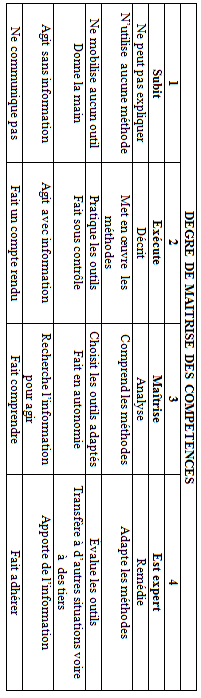 DEGRE DE MAITRISE DES COMPETENCES
1 2 3 4
Subit Exécute Maîtrise Est expert
Ne peut pas expliquer Décrit Analyse Remédie
N'utilise aucune méthode Met en œuvre les Comprend les méthodes Adapte les méthodes
méthodes
Ne mobilise aucun outil Pratique les outils Choisit les outils adaptés Evalue les outils
Donne la main Fait sous contrôle Fait en autonomie Transfère à d'autres situations voire
à des tiers
Agit sans information Agit avec information Recherche l'information Apporte de l'information
pour agir
Ne communique pas Fait un compte rendu Fait comprendre Fait adhérer